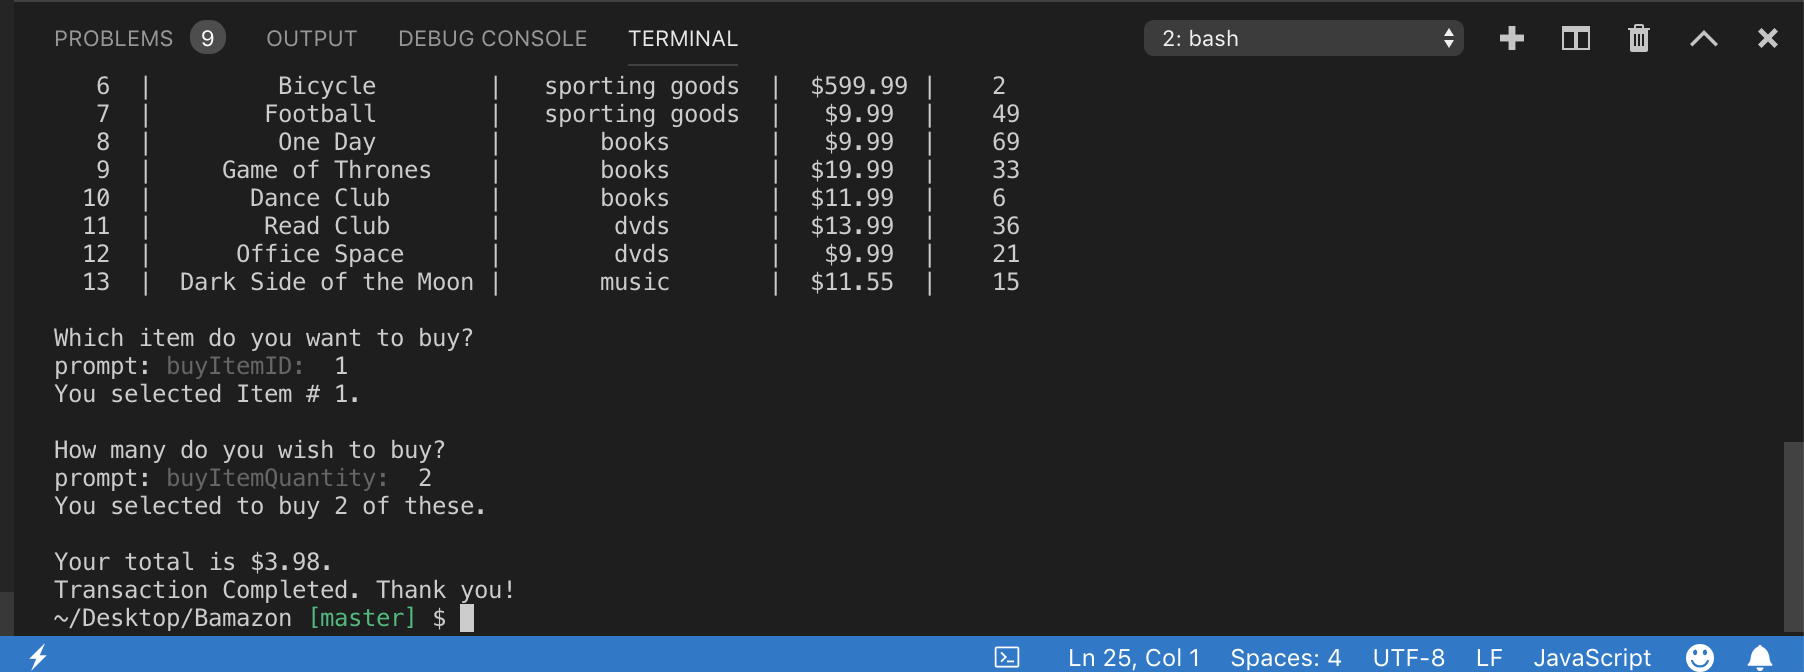 PROBLEMS 9 OUTPUT DEBUG CONSOLE TERMINAL 2: bash
6 | Bicycle | sporting goods | $599.99 | 2
7 | Football | sporting goods | $9.99 | 49
8 | One Day | books | $9.99 | 69
9 | Game of Thrones | books | $19.99 | 33
10 | Dance Club | books | $11.99 | 6
11 | Read Club | dvds | $13.99 | 36
12 | Office Space | dvds | $9.99 | 21
13 | Dark Side of the Moon | music | $11.55 | 15
Which item do you want to buy?
prompt: buyItemID: 1
You selected Item # 1.
How many do you wish to buy?
prompt: buyItemQuantity: 2
You selected to buy 2 of these.
Your total is $3.98.
Transaction Completed. Thank you!
~/Desktop/Bamazon [master] $
Ln 25, Col 1 Spaces: 4 UTF-8 LF JavaScript